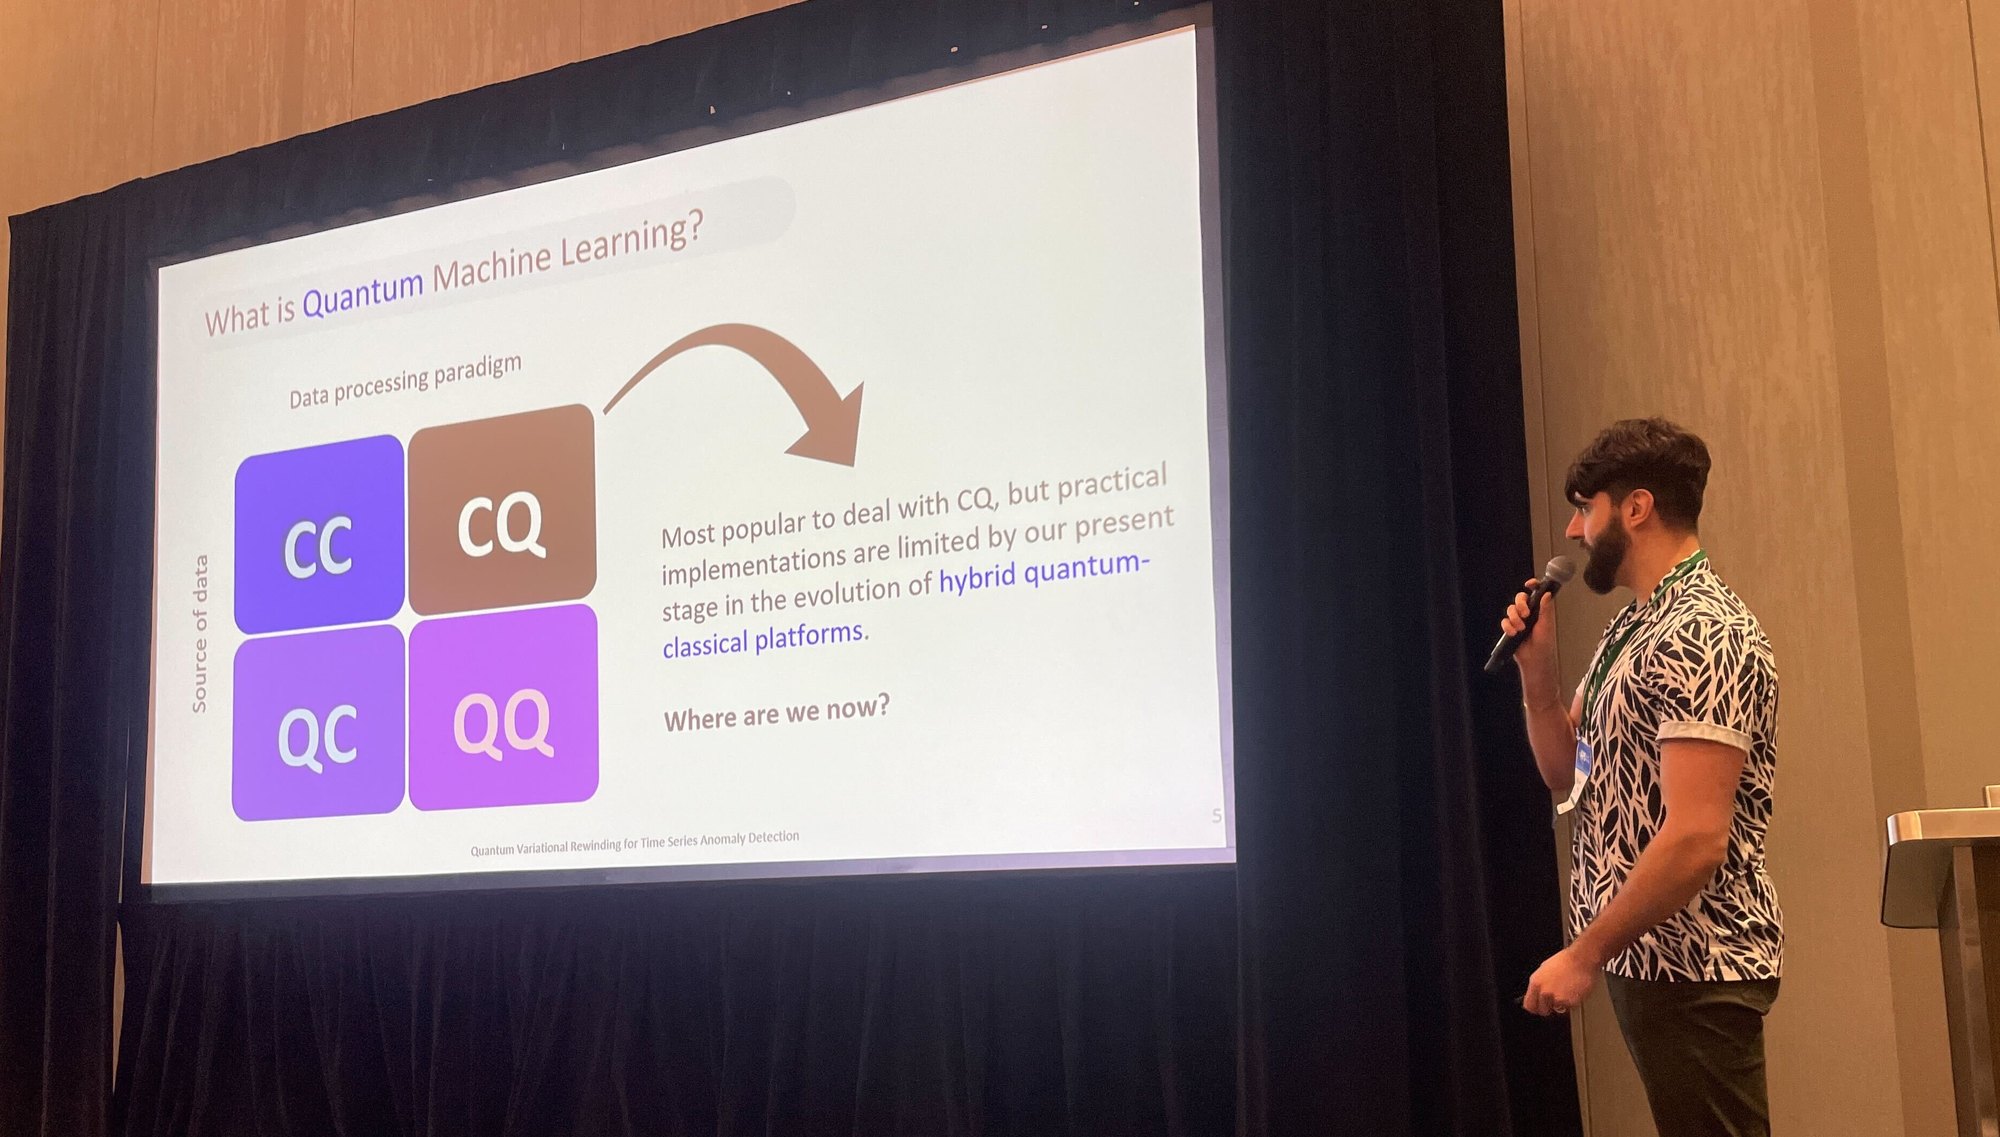 What is Quantum Machine Learning?
Data processing paradigm
Source of data
CC
CQ
QC
QQ
Most popular to deal with CQ, but practical
implementations are limited by our present
stage in the evolution of hybrid quantum-
classical platforms.
Where are we now?
Quantum Variational Rewinding for Time Series Anomaly Detection
5